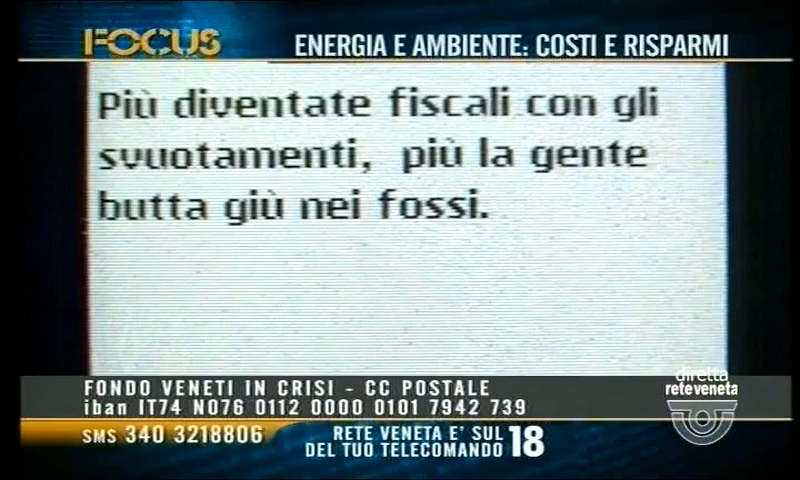 FOCUS
ENERGIA E AMBIENTE: COSTI E RISPARMI
Più diventate fiscali con gli
svuotamenti, più la gente
butta giù nei fossi.
FONDO VENETI IN CRISI - CC POSTALE
iban IT74 N076 0112 0000 0101 7942 739
diretta
reteveneta
SMS 340 3218806
RETE VENETA E' SUL
DEL TUO TELECOMANDO 18